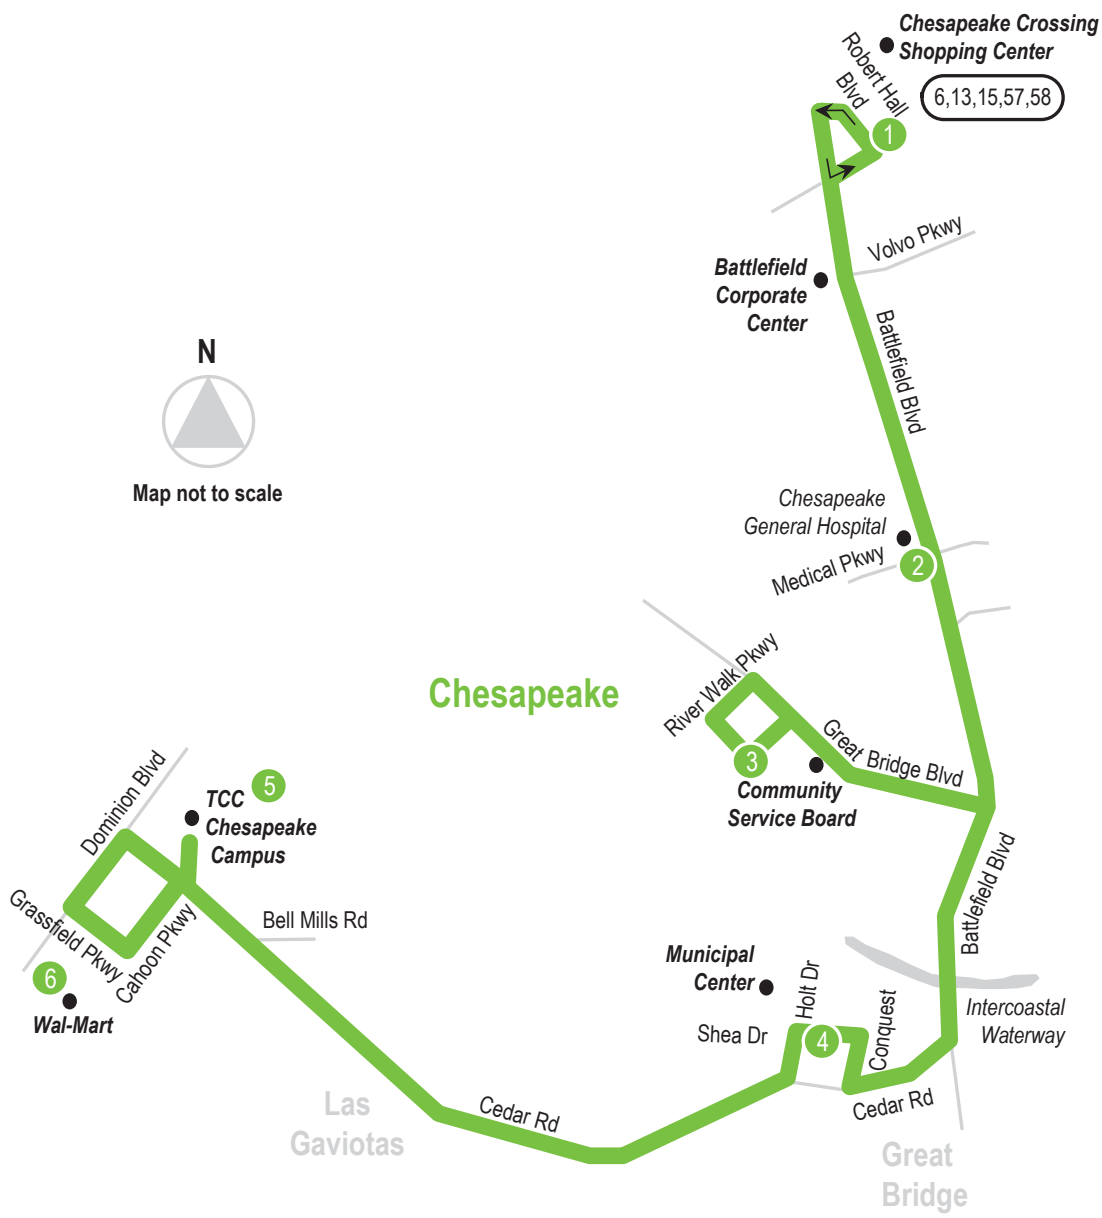 Chesapeake Crossing
Shopping Center
6,13,15,57,58
Robert Hall
Blvd
1
Volvo Pkwy
Battlefield
Corporate
Center
Battlefield Blvd
N
Map not to scale
Chesapeake
General Hospital
Medical Pkwy
2
Chesapeake
River Walk Pkwy
3
Great Bridge Blvd
Community
Service Board
Dominion Blvd
5
TCC
Chesapeake
Campus
Grassfield Pkwy
Cahoon Pkwy
Bell Mills Rd
6
Wal-Mart
Battlefield Blvd
Municipal
Center
Holt Dr
Shea Dr
4
Conquest
Intercoastal
Waterway
Cedar Rd
Cedar Rd
Las
Gaviotas
Great
Bridge